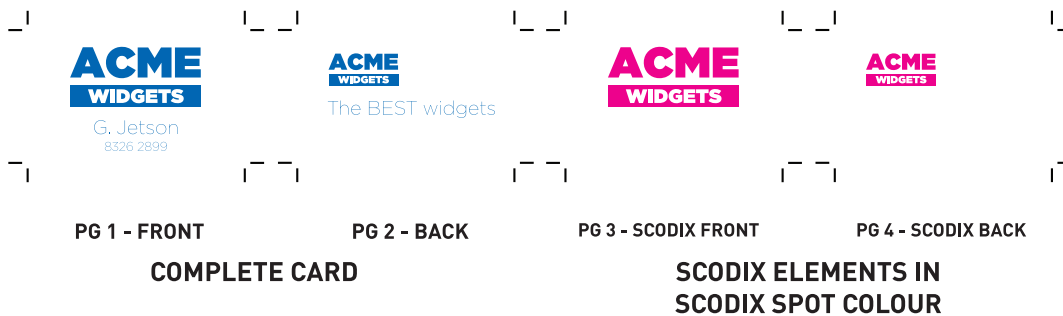 ACME
WIDGETS
G. Jetson
8326 2899
PG 1 - FRONT
ACME
WIDGETS
The BEST widgets
PG 2 - BACK
COMPLETE CARD
ACME
WIDGETS
PG 3 - SCODIX FRONT
ACME
WIDGETS
PG 4 - SCODIX BACK
SCODIX ELEMENTS IN
SCODIX SPOT COLOUR